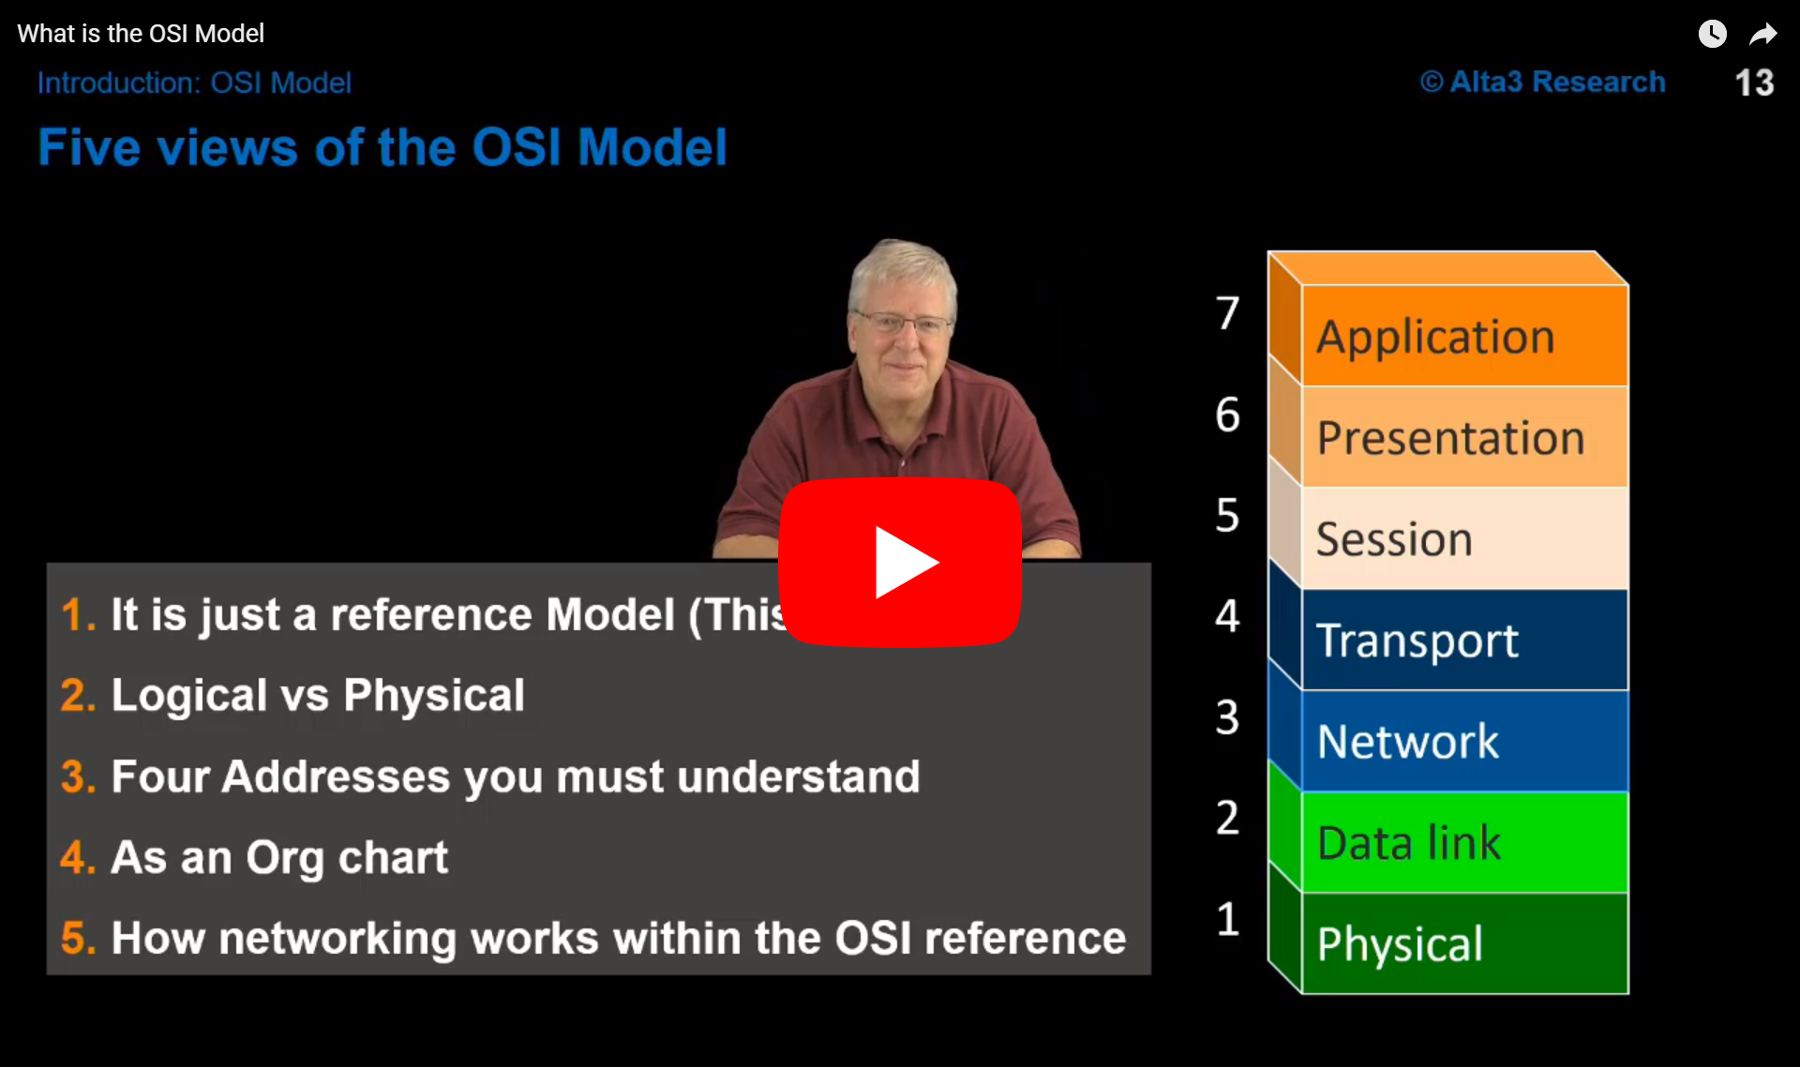 What is the OSI Model
Introduction: OSI Model
© Alta3 Research 13
Five views of the OSI Model
1. It is just a reference Model (This
2. Logical vs Physical
3. Four Addresses you must understand
4. As an Org chart
5. How networking works within the OSI reference
7 Application
6 Presentation
5 Session
4 Transport
3 Network
2 Data link
1 Physical